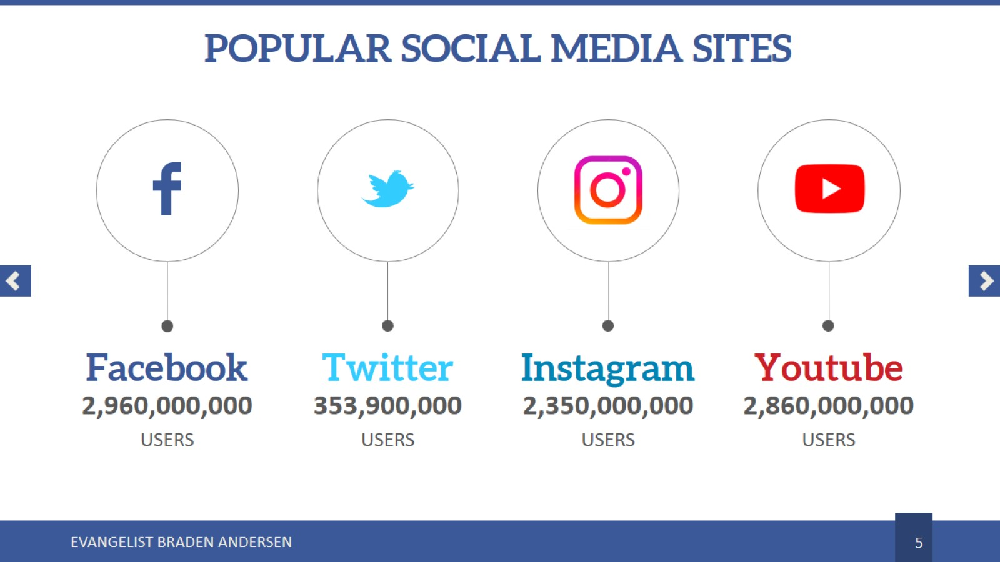 POPULAR SOCIAL MEDIA SITES
Facebook
2,960,000,000
USERS
Twitter
353,900,000
USERS
Instagram
2,350,000,000
USERS
Youtube
2,860,000,000
USERS
EVANGELIST BRADEN ANDERSEN
5